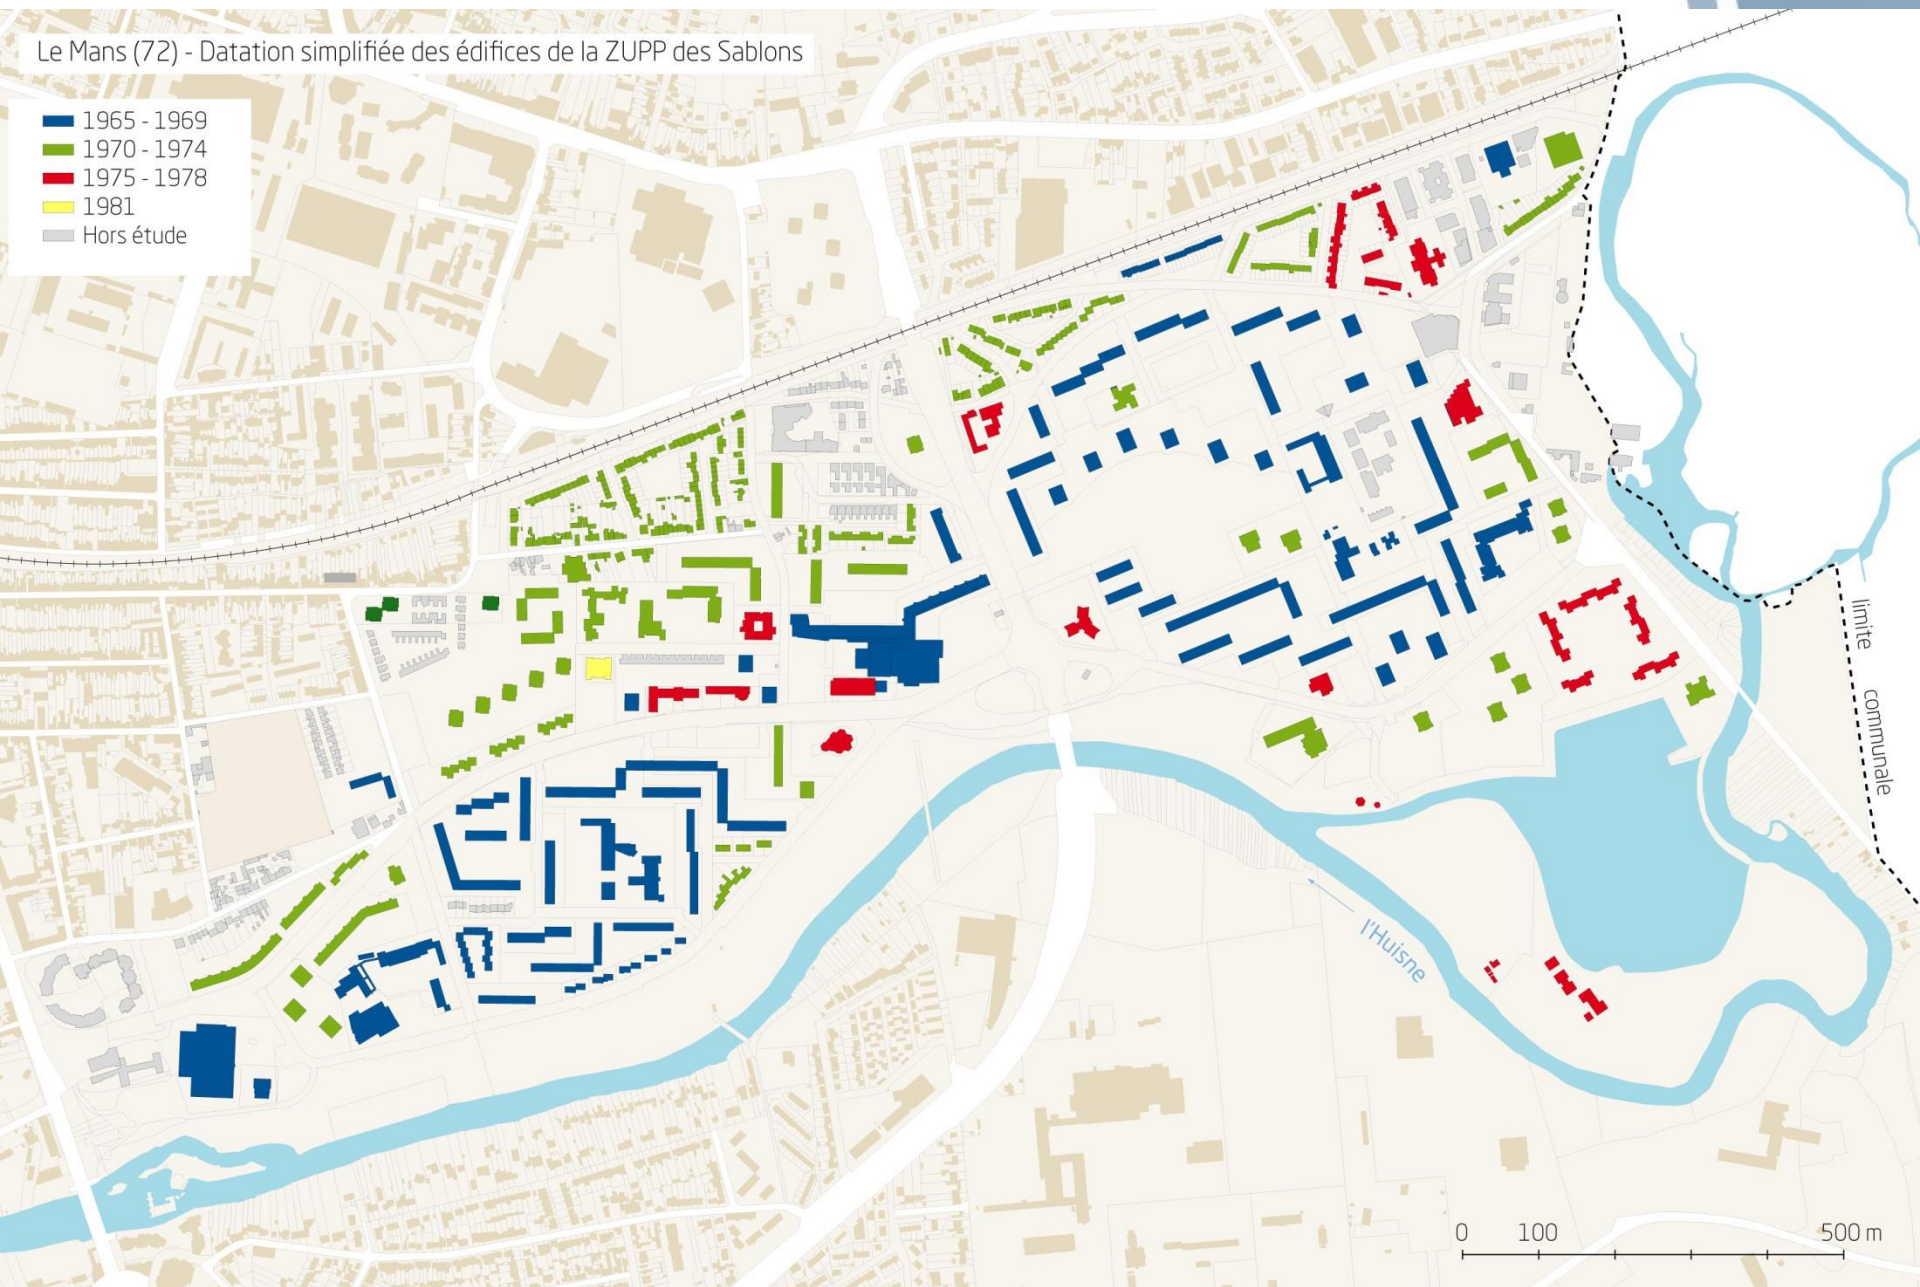 Le Mans (72) - Datation simplifiée des édifices de la ZUPP des Sablons
1965 - 1969
1970 - 1974
1975 - 1978
1981
Hors étude
limite
communale
l'Huisne
0 100 500 m